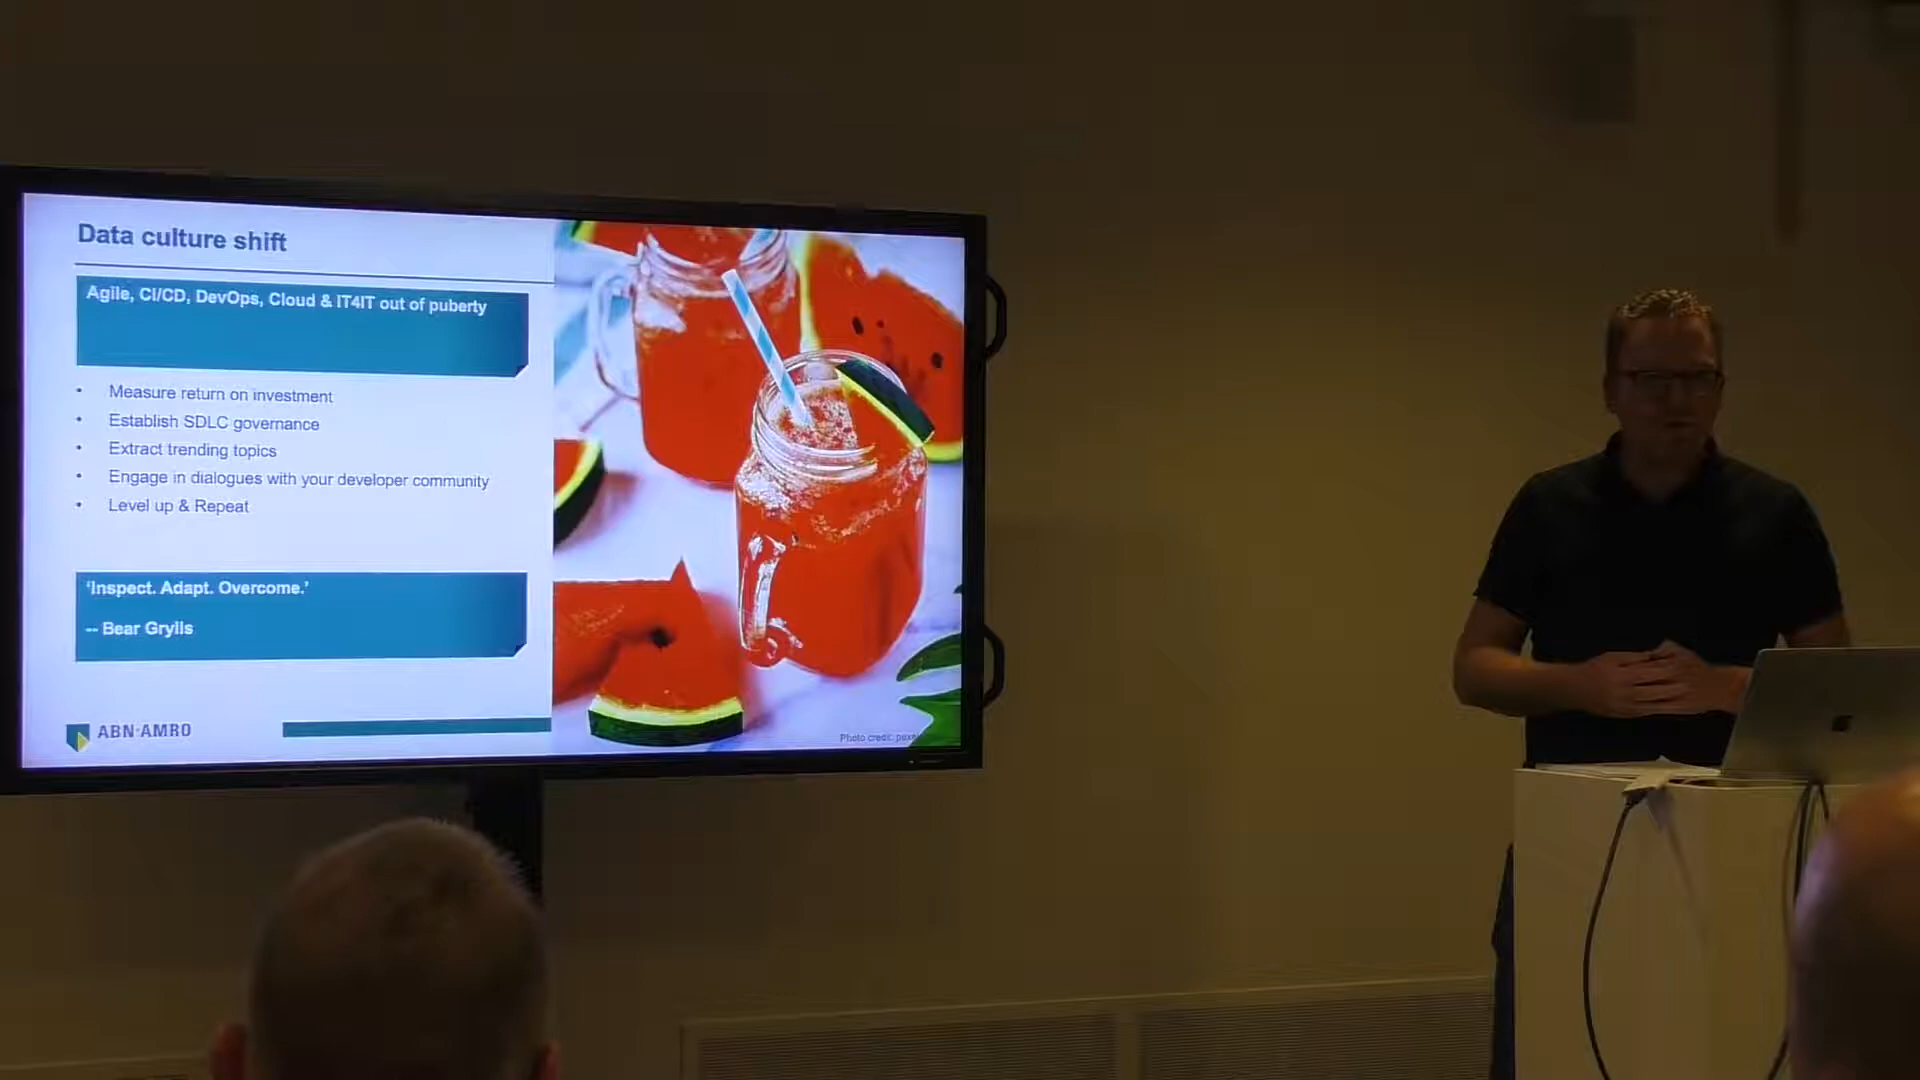 Data culture shift
Agile, CI/CD, DevOps, Cloud & IT4IT out of puberty
• Measure return on investment
• Establish SDLC governance
• Extract trending topics
• Engage in dialogues with your developer community
• Level up & Repeat
‘Inspect. Adapt. Overcome.’
-- Bear Grylls
ABN·AMRO
Photo credit: